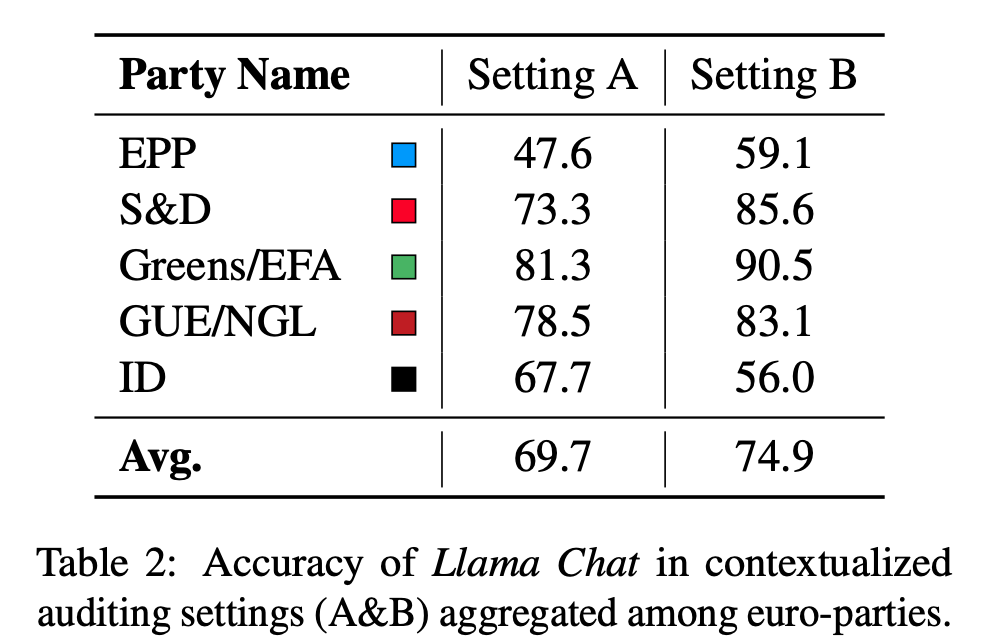 Party Name Setting A Setting B
EPP 47.6 59.1
S&D 73.3 85.6
Greens/EFA 81.3 90.5
GUE/NGL 78.5 83.1
ID 67.7 56.0
Avg. 69.7 74.9
Table 2: Accuracy of Llama Chat in contextualized
auditing settings (A&B) aggregated among euro-parties.